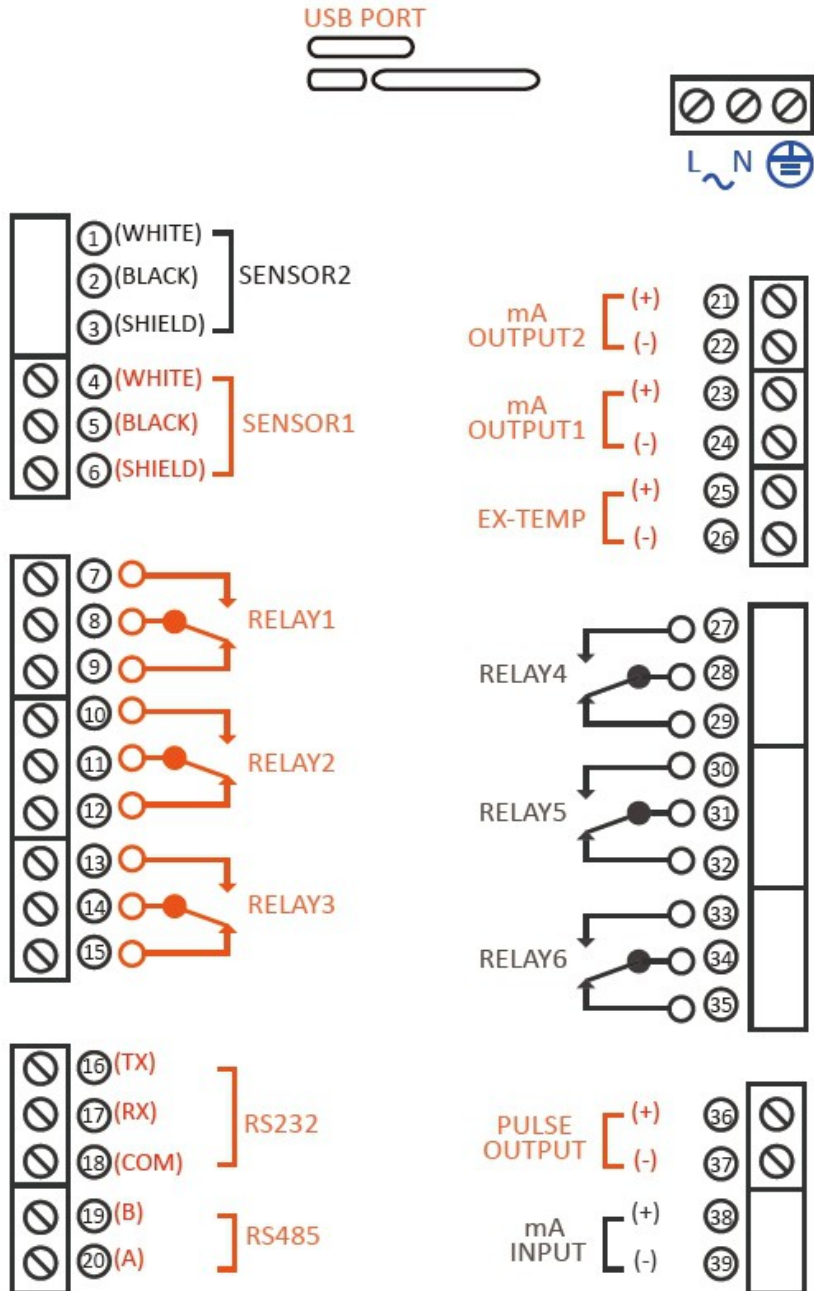 USB PORT
L N
1 (WHITE)
2 (BLACK) SENSOR2
3 (SHIELD)
4 (WHITE)
5 (BLACK) SENSOR1
6 (SHIELD)
7
8 RELAY1
9
10
11 RELAY2
12
13
14 RELAY3
15
16 (TX)
17 (RX) RS232
18 (COM)
19 (B)
RS485
20 (A)
mA (+) 21
OUTPUT2 (-) 22
mA (+) 23
OUTPUT1 (-) 24
EX-TEMP (+) 25
(-) 26
27
RELAY4 28
29
30
RELAY5 31
32
33
RELAY6 34
35
PULSE (+) 36
OUTPUT (-) 37
mA (+) 38
INPUT (-) 39